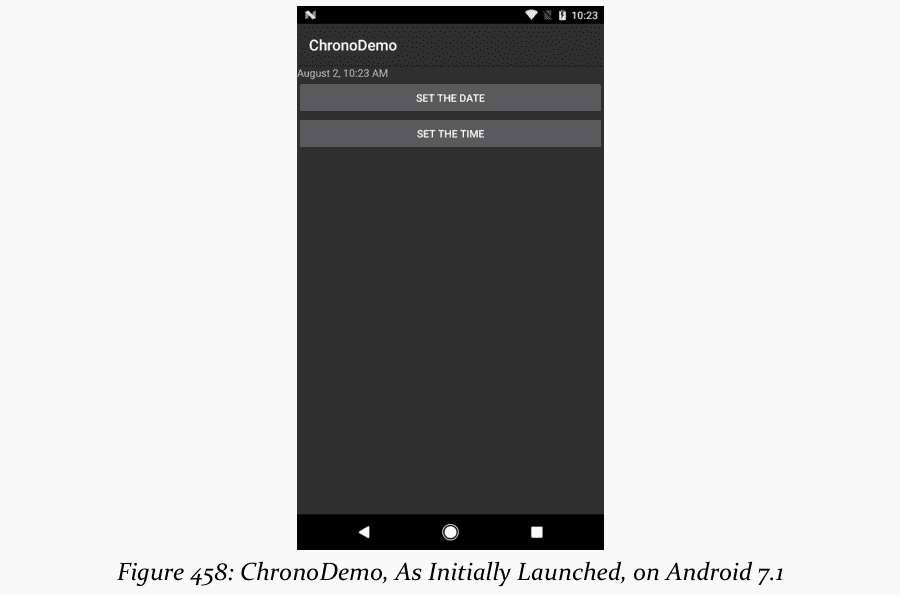 10:23
ChronoDemo
August 2, 10:23 AM
SET THE DATE
SET THE TIME
Figure 458: ChronoDemo, As Initially Launched, on Android 7.1